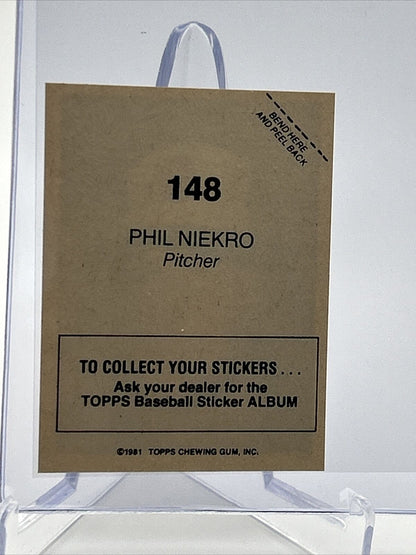 BEND HERE
AND PEEL BACK
148
PHIL NIEKRO
Pitcher
TO COLLECT YOUR STICKERS...
Ask your dealer for the
TOPPS Baseball Sticker ALBUM
©1981 TOPPS CHEWING GUM, INC.